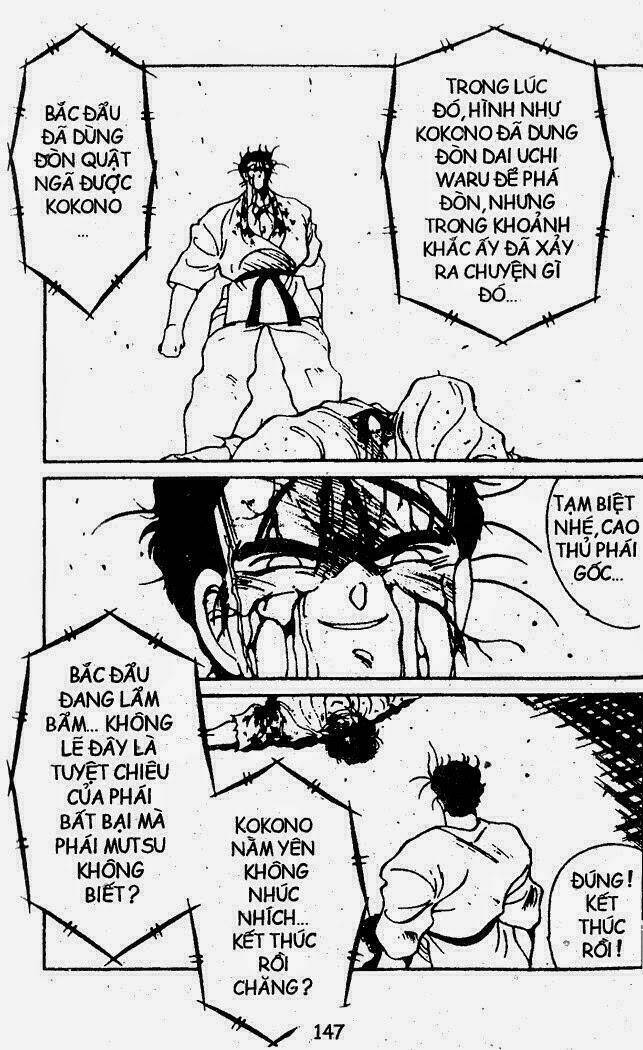 BẮC ĐẨU
ĐÃ DÙNG
ĐÒN QUẬT
NGÃ ĐƯỢC
KOKONO
...
TRONG LÚC
ĐÓ, HÌNH NHƯ
KOKONO ĐÃ DUNG
ĐÒN DAI UCHI
WARU ĐỂ PHÁ
ĐÒN, NHƯNG
TRONG KHOẢNH
KHẮC ẤY ĐÃ XẢY
RA CHUYỆN GÌ
ĐÓ...
TẠM BIỆT
NHÉ, CAO
THỦ PHÁI
GỐC...
BẮC ĐẨU
ĐANG LẨM
BẨM... KHÔNG
LẼ ĐÂY LÀ
TUYỆT CHIÊU
CỦA PHÁI
BẤT BẠI MÀ
PHÁI MUTSU
KHÔNG
BIẾT?
KOKONO
NẰM YÊN
KHÔNG
NHÚC
NHÍCH...
KẾT THÚC
RỒI
CHĂNG?
ĐÚNG!
KẾT
THÚC
RỒI!
147